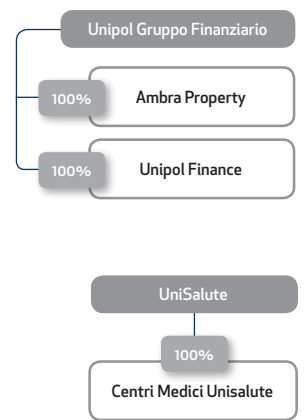 Unipol Gruppo Finanziario
100%
Ambra Property
100%
Unipol Finance
UniSalute
100%
Centri Medici Unisalute